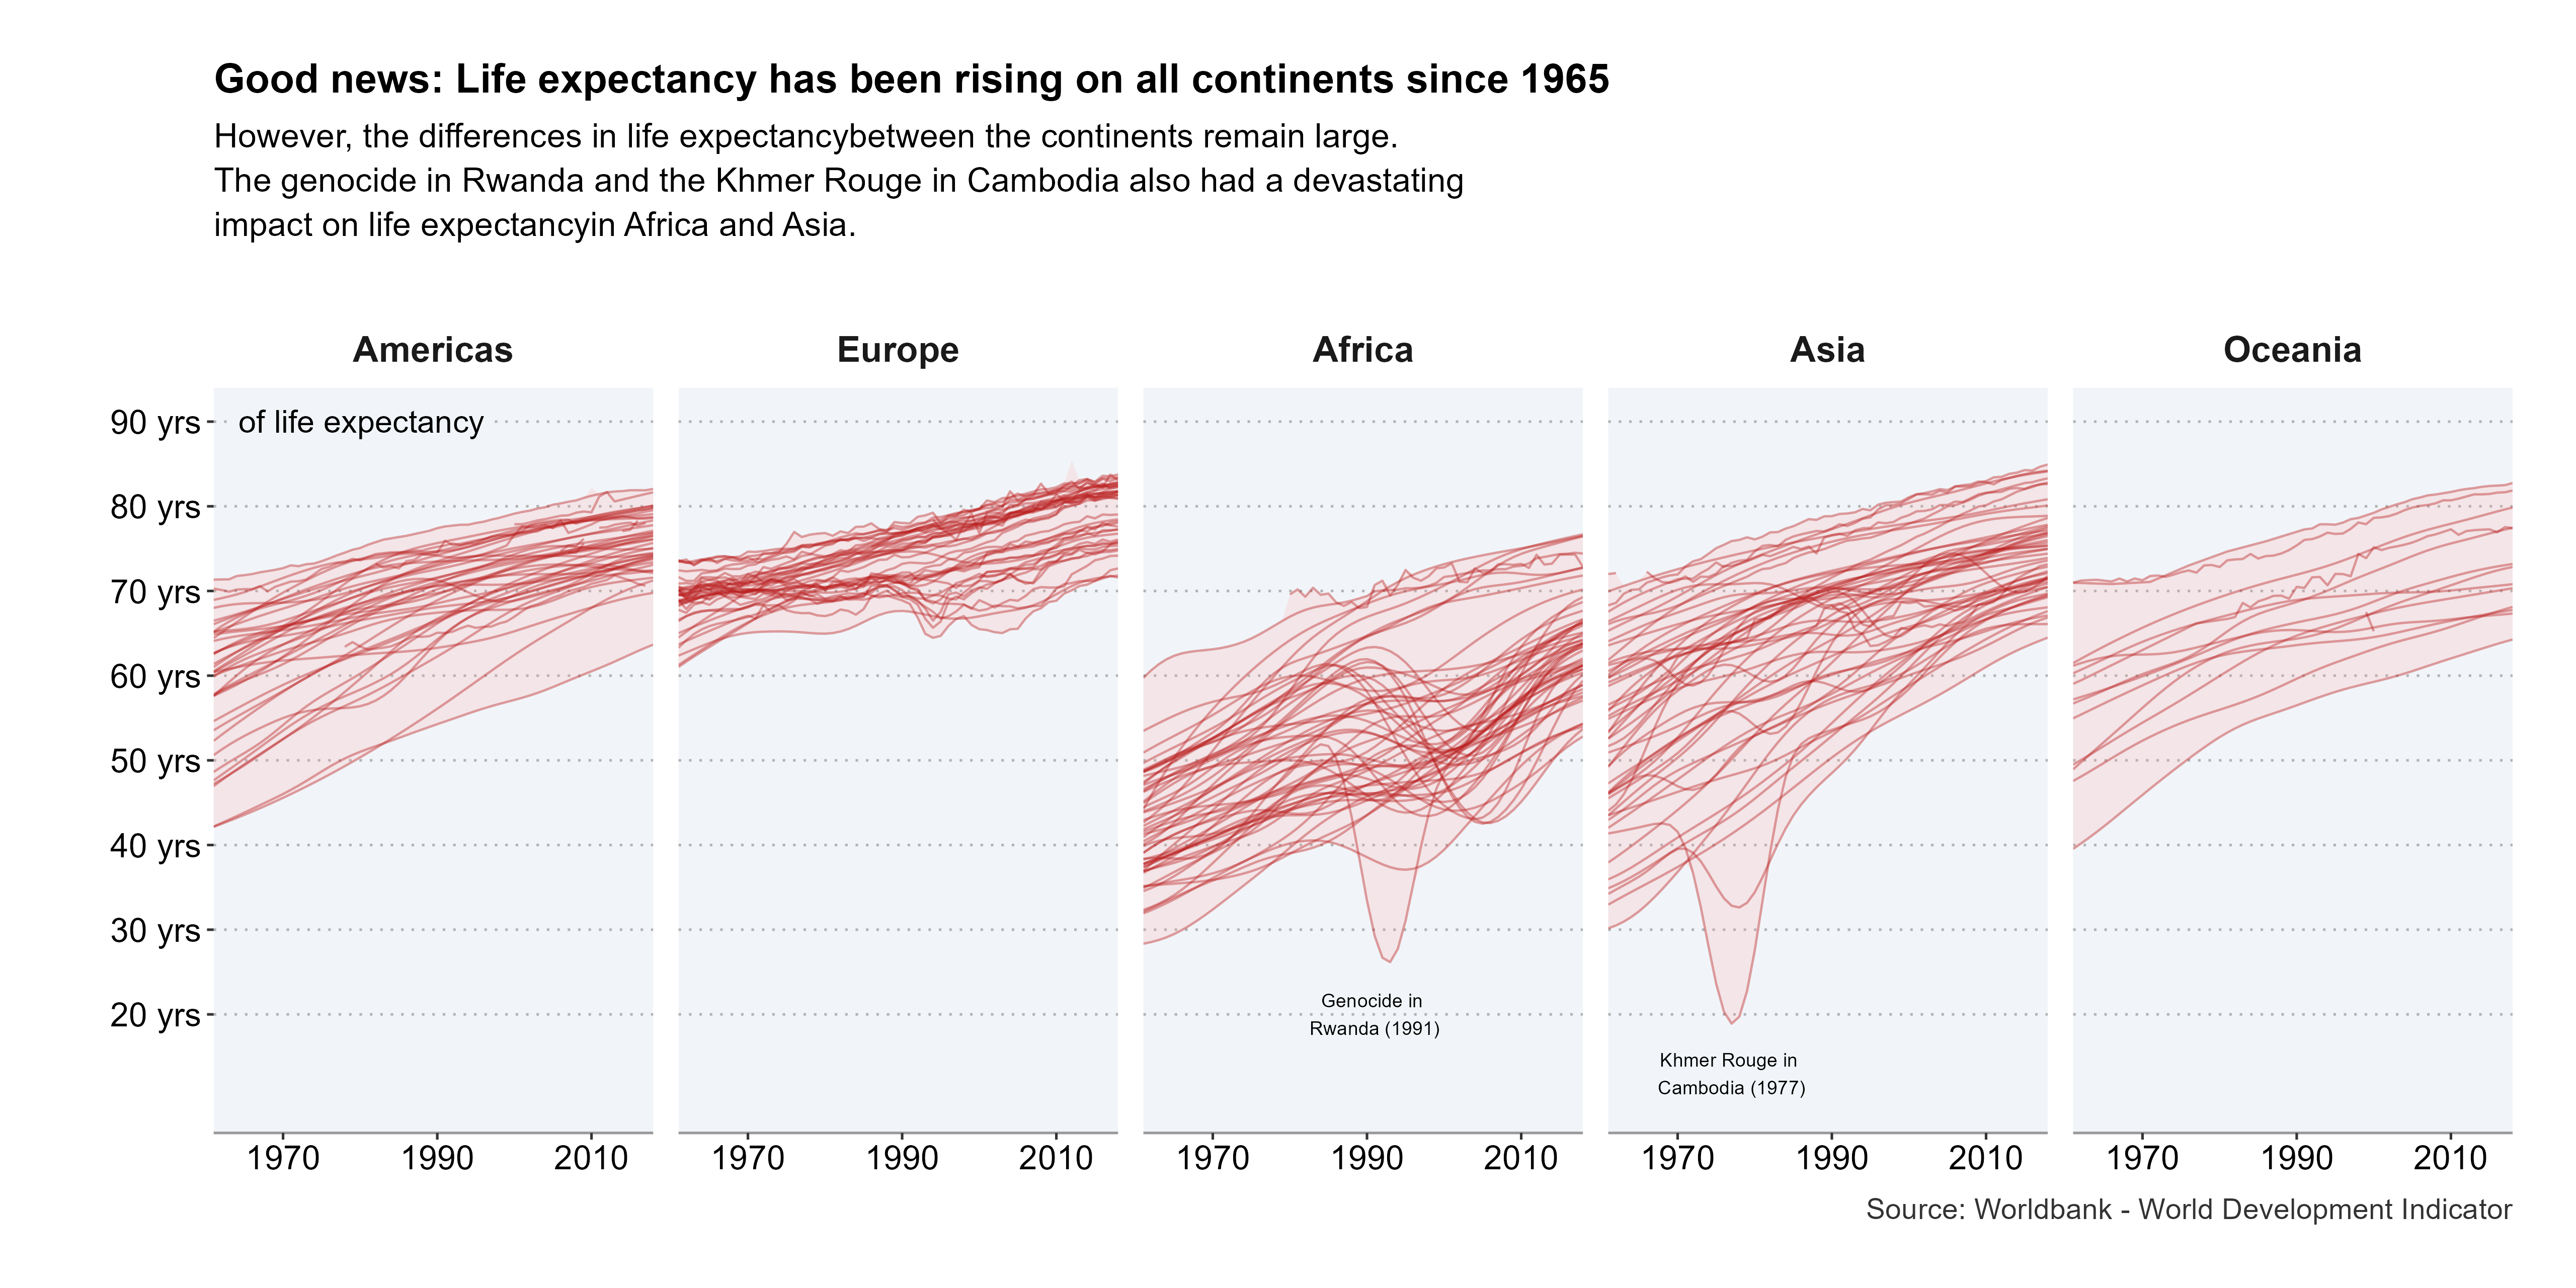 Good news: Life expectancy has been rising on all continents since 1965
However, the differences in life expectancybetween the continents remain large.
The genocide in Rwanda and the Khmer Rouge in Cambodia also had a devastating
impact on life expectancyin Africa and Asia.
Americas Europe Africa Asia Oceania
90 yrs of life expectancy
80 yrs
70 yrs
60 yrs
50 yrs
40 yrs
30 yrs
20 yrs
Genocide in
Rwanda (1991)
Khmer Rouge in
Cambodia (1977)
1970 1990 2010 1970 1990 2010 1970 1990 2010 1970 1990 2010 1970 1990 2010
Source: Worldbank - World Development Indicator